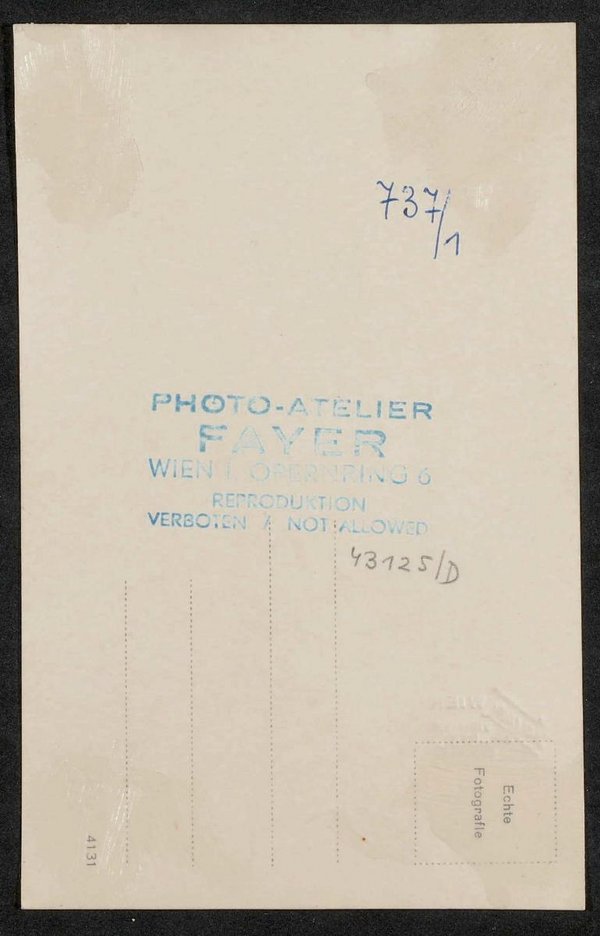 737/1
PHOTO-ATELIER
FAYER
WIEN I. OPERNRING 6
REPRODUKTION
VERBOTEN / NOT ALLOWED
43125/D
Echte
Fotografie
4131